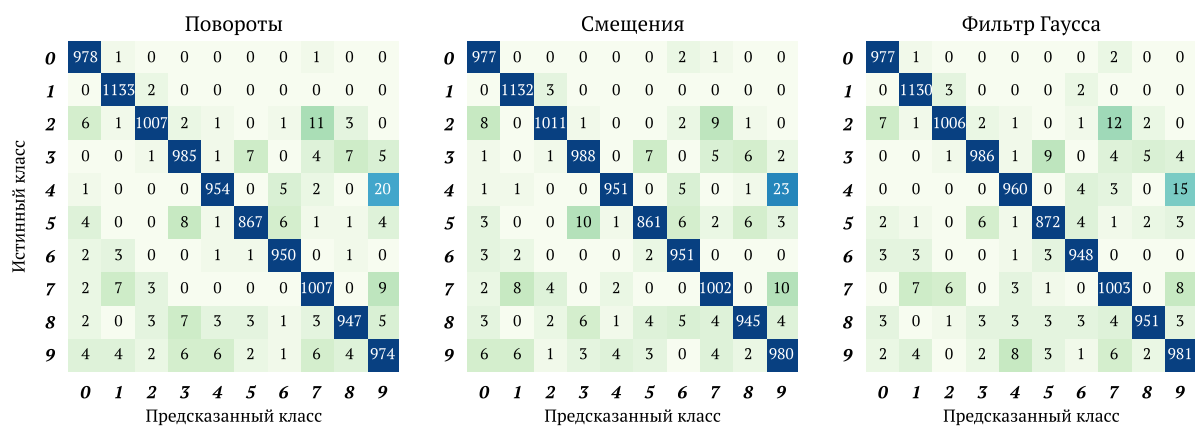 Повороты Смещения Фильтр Гаусса
Истинный класс
0 978 1 0 0 0 0 0 1 0 0
1 0 1133 2 0 0 0 0 0 0 0
2 6 1 1007 2 1 0 1 11 3 0
3 0 0 1 985 1 7 0 4 7 5
4 1 0 0 0 954 0 5 2 0 20
5 4 0 0 8 1 867 6 1 1 4
6 2 3 0 0 1 1 950 0 1 0
7 2 7 3 0 0 0 0 1007 0 9
8 2 0 3 7 3 3 1 3 947 5
9 4 4 2 6 6 2 1 6 4 974
0 1 2 3 4 5 6 7 8 9
Предсказанный класс
0 977 0 0 0 0 0 2 1 0 0
1 0 1132 3 0 0 0 0 0 0 0
2 8 0 1011 1 0 0 2 9 1 0
3 1 0 1 988 0 7 0 5 6 2
4 1 1 0 0 951 0 5 0 1 23
5 3 0 0 10 1 861 6 2 6 3
6 3 2 0 0 0 2 951 0 0 0
7 2 8 4 0 2 0 0 1002 0 10
8 3 0 2 6 1 4 5 4 945 4
9 6 6 1 3 4 3 0 4 2 980
0 1 2 3 4 5 6 7 8 9
Предсказанный класс
0 977 1 0 0 0 0 0 2 0 0
1 0 1130 3 0 0 0 2 0 0 0
2 7 1 1006 2 1 0 1 12 2 0
3 0 0 1 986 1 9 0 4 5 4
4 0 0 0 0 960 0 4 3 0 15
5 2 1 0 6 1 872 4 1 2 3
6 3 3 0 0 1 3 948 0 0 0
7 0 7 6 0 3 1 0 1003 0 8
8 3 0 1 3 3 3 3 4 951 3
9 2 4 0 2 8 3 1 6 2 981
0 1 2 3 4 5 6 7 8 9
Предсказанный класс